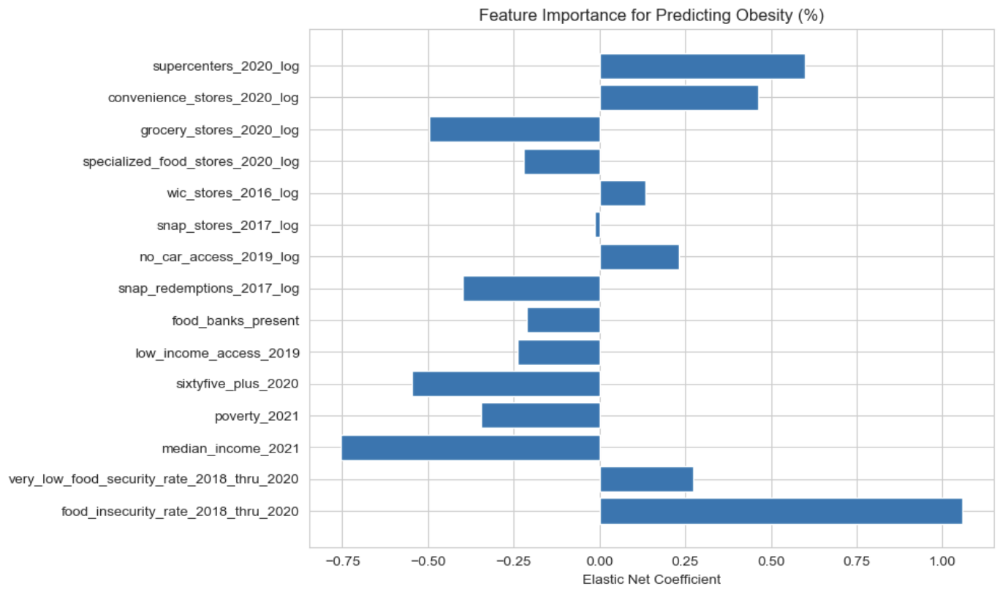 Feature Importance for Predicting Obesity (%)
supercenters_2020_log
convenience_stores_2020_log
grocery_stores_2020_log
specialized_food_stores_2020_log
wic_stores_2016_log
snap_stores_2017_log
no_car_access_2019_log
snap_redemptions_2017_log
food_banks_present
low_income_access_2019
sixtyfive_plus_2020
poverty_2021
median_income_2021
very_low_food_security_rate_2018_thru_2020
food_insecurity_rate_2018_thru_2020
−0.75 −0.50 −0.25 0.00 0.25 0.50 0.75 1.00
Elastic Net Coefficient